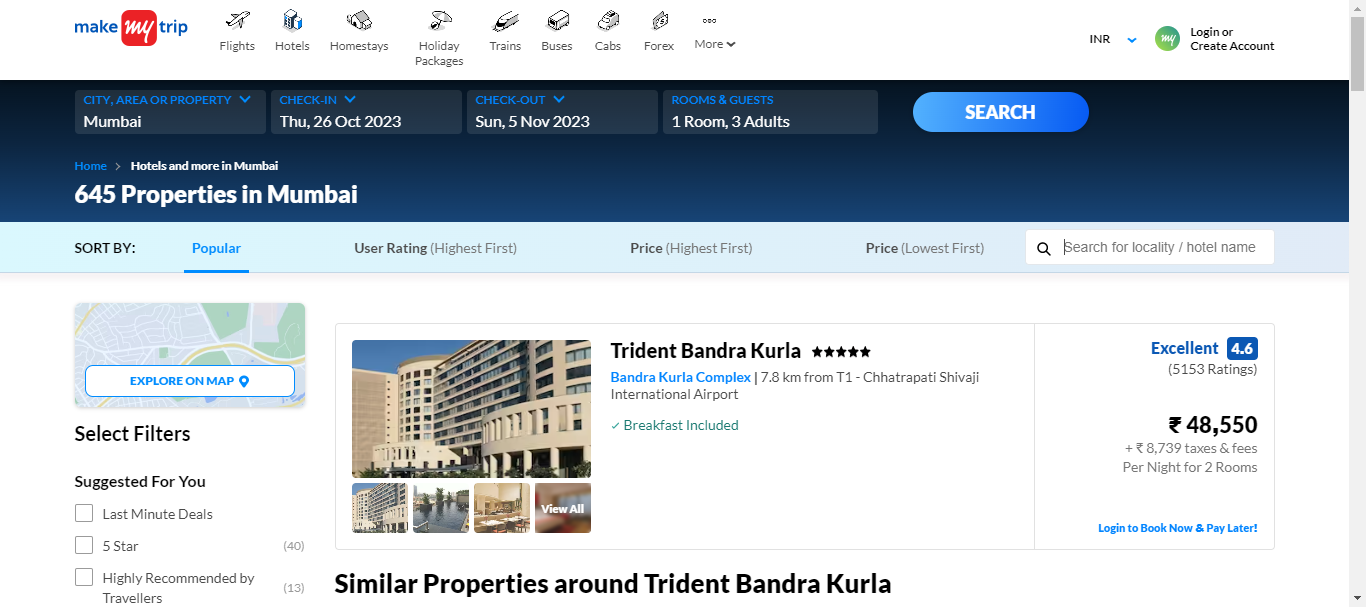 make my trip
Flights
Hotels
Homestays
Holiday
Packages
Trains
Buses
Cabs
Forex
More
INR
my
Login or
Create Account
CITY, AREA OR PROPERTY
Mumbai
CHECK-IN
Thu, 26 Oct 2023
CHECK-OUT
Sun, 5 Nov 2023
ROOMS & GUESTS
1 Room, 3 Adults
SEARCH
Home > Hotels and more in Mumbai
645 Properties in Mumbai
SORT BY:
Popular
User Rating (Highest First)
Price (Highest First)
Price (Lowest First)
Search for locality / hotel name
EXPLORE ON MAP
Select Filters
Suggested For You
Last Minute Deals
5 Star (40)
Highly Recommended by
Travellers (13)
Trident Bandra Kurla ★★★★★
Bandra Kurla Complex | 7.8 km from T1 - Chhatrapati Shivaji
International Airport
✓ Breakfast Included
View All
Excellent 4.6
(5153 Ratings)
₹ 48,550
+ ₹ 8,739 taxes & fees
Per Night for 2 Rooms
Login to Book Now & Pay Later!
Similar Properties around Trident Bandra Kurla